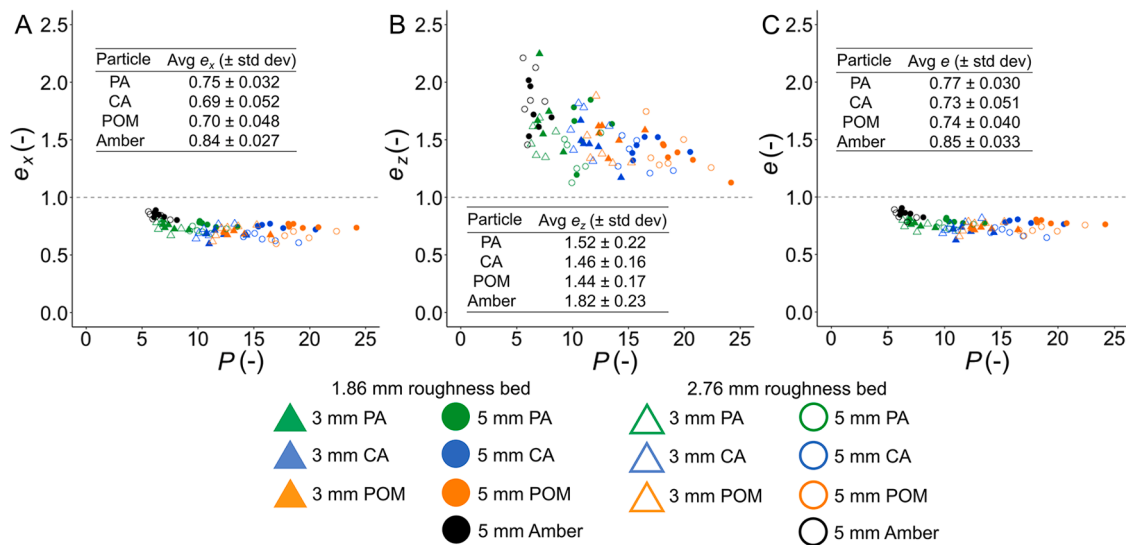 A
2.5
2.0
1.5
1.0
0.5
0.0
e_x (-)
0 5 10 15 20 25
P (-)
Particle Avg e_x (± std dev)
PA 0.75 ± 0.032
CA 0.69 ± 0.052
POM 0.70 ± 0.048
Amber 0.84 ± 0.027
B
2.5
2.0
1.5
1.0
0.5
0.0
e_z (-)
0 5 10 15 20 25
P (-)
Particle Avg e_z (± std dev)
PA 1.52 ± 0.22
CA 1.46 ± 0.16
POM 1.44 ± 0.17
Amber 1.82 ± 0.23
C
2.5
2.0
1.5
1.0
0.5
0.0
e (-)
0 5 10 15 20 25
P (-)
Particle Avg e (± std dev)
PA 0.77 ± 0.030
CA 0.73 ± 0.051
POM 0.74 ± 0.040
Amber 0.85 ± 0.033
1.86 mm roughness bed
3 mm PA 5 mm PA
3 mm CA 5 mm CA
3 mm POM 5 mm POM
5 mm Amber
2.76 mm roughness bed
3 mm PA 5 mm PA
3 mm CA 5 mm CA
3 mm POM 5 mm POM
5 mm Amber